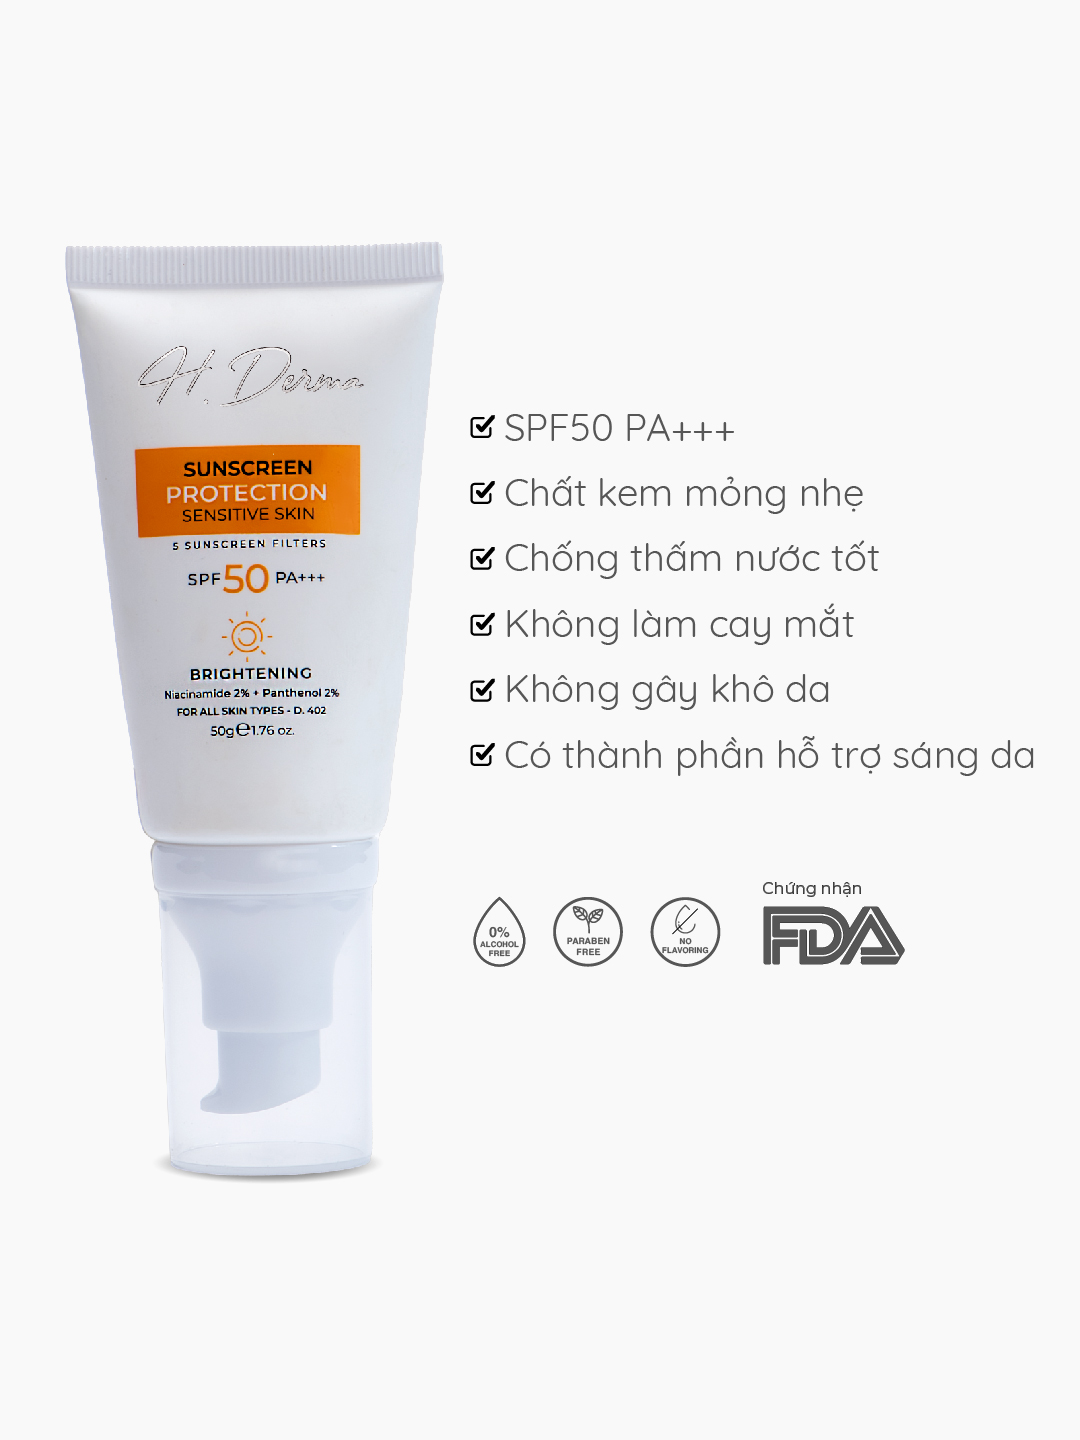 H. Derma
SUNSCREEN
PROTECTION
SENSITIVE SKIN
5 SUNSCREEN FILTERS
SPF50 PA+++
BRIGHTENING
Niacinamide 2% + Panthenol 2%
FOR ALL SKIN TYPES - D. 402
50g℮1.76 oz.
SPF50 PA+++
Chất kem mỏng nhẹ
Chống thấm nước tốt
Không làm cay mắt
Không gây khô da
Có thành phần hỗ trợ sáng da
0%
ALCOHOL
FREE
PARABEN
FREE
NO
FLAVORING
Chứng nhận
FDA